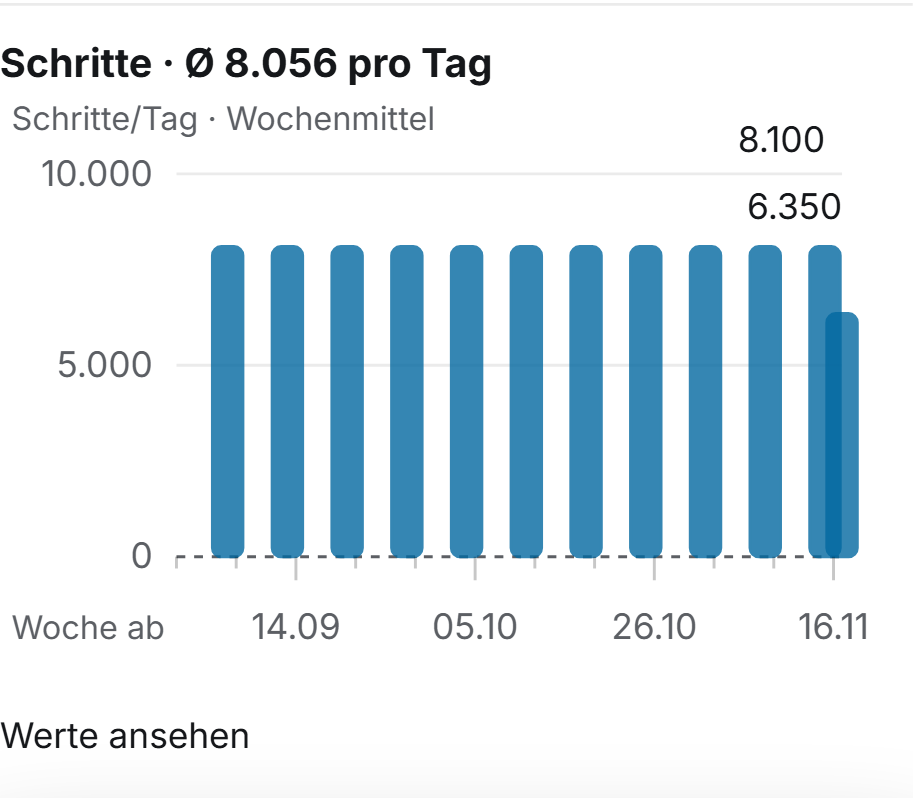 Schritte · Ø 8.056 pro Tag
Schritte/Tag · Wochenmittel
8.100
10.000
6.350
5.000
0
Woche ab 14.09 05.10 26.10 16.11
Werte ansehen